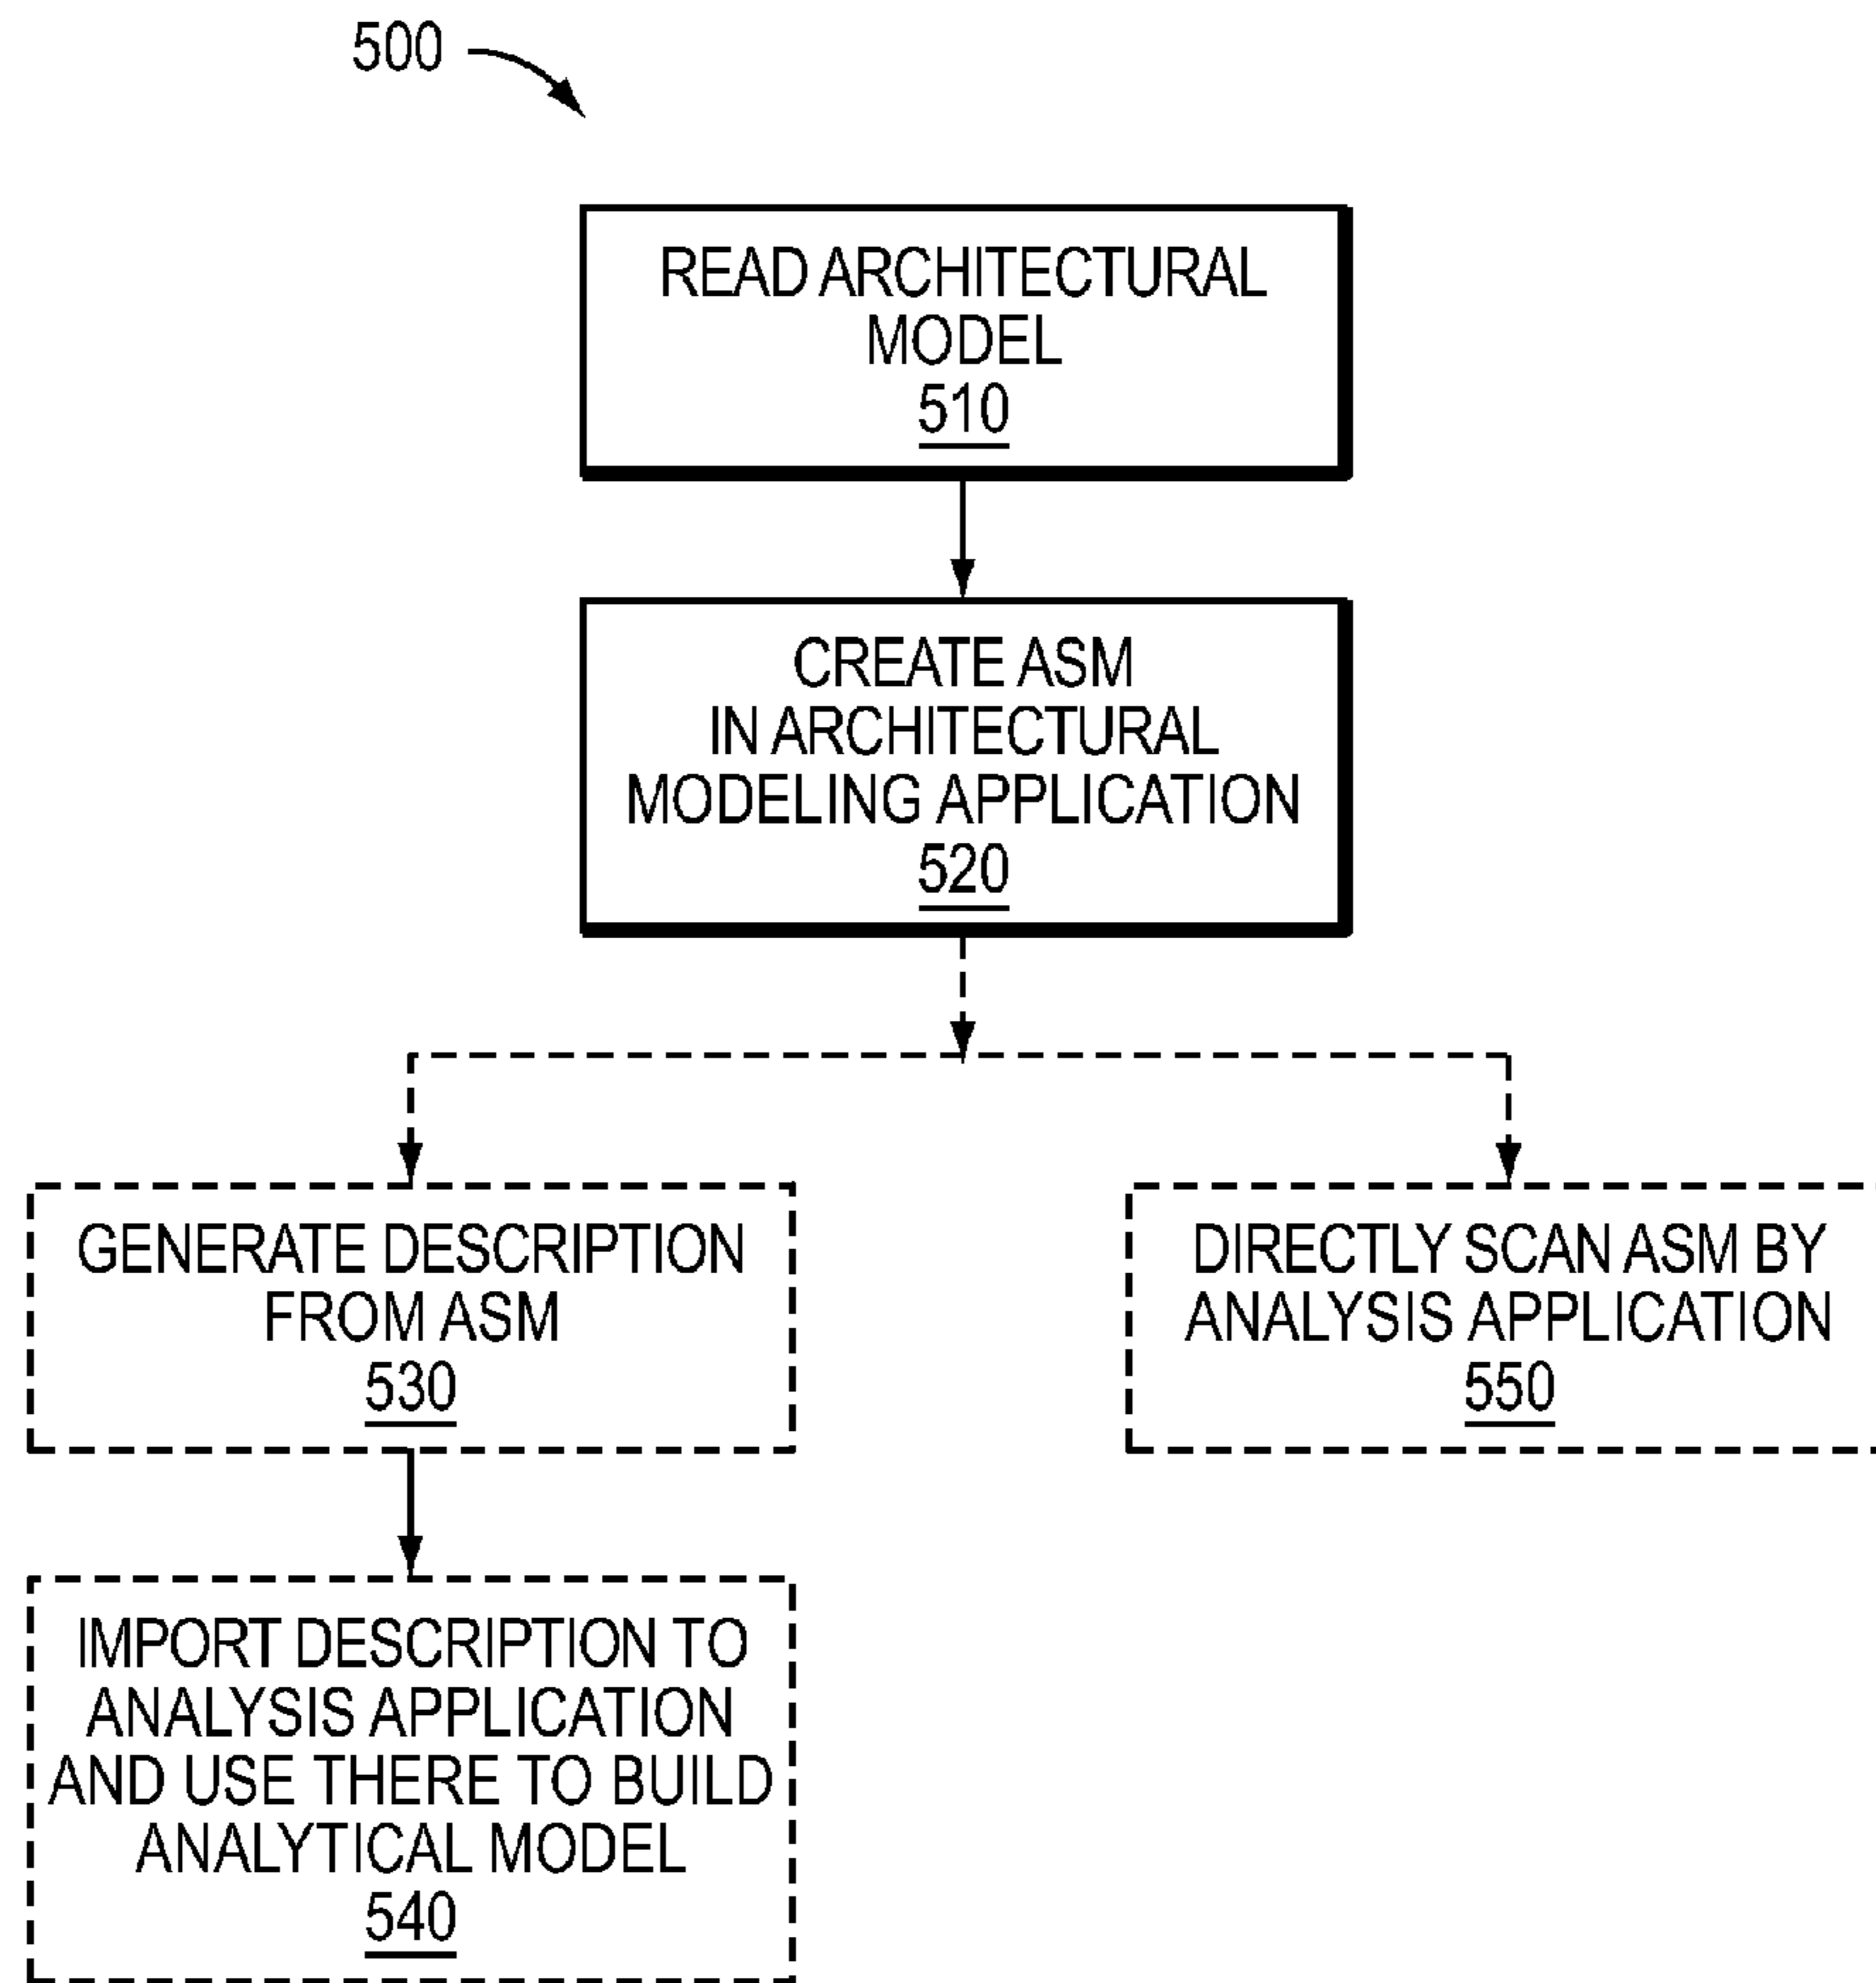 500
READ ARCHITECTURAL
MODEL
510
CREATE ASM
IN ARCHITECTURAL
MODELING APPLICATION
520
GENERATE DESCRIPTION
FROM ASM
530
DIRECTLY SCAN ASM BY
ANALYSIS APPLICATION
550
IMPORT DESCRIPTION TO
ANALYSIS APPLICATION
AND USE THERE TO BUILD
ANALYTICAL MODEL
540